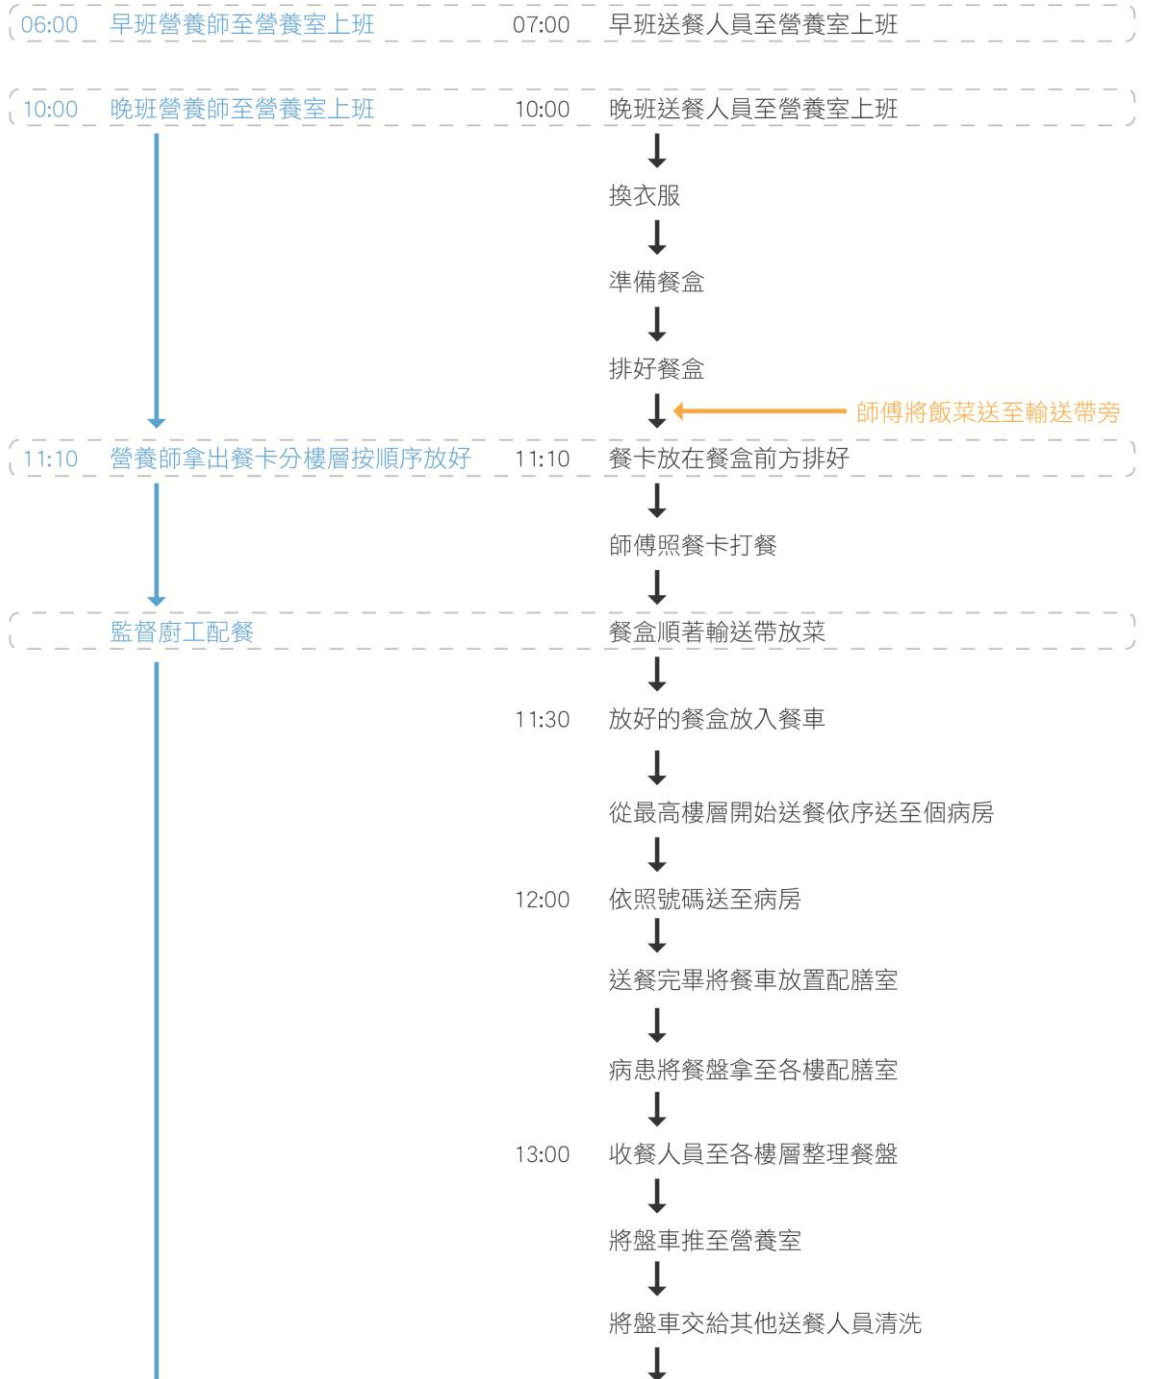 06:00 早班營養師至營養室上班 07:00 早班送餐人員至營養室上班
10:00 晚班營養師至營養室上班 10:00 晚班送餐人員至營養室上班
換衣服
準備餐盒
排好餐盒
師傅將飯菜送至輸送帶旁
11:10 營養師拿出餐卡分樓層按順序放好 11:10 餐卡放在餐盒前方排好
師傅照餐卡打餐
監督廚工配餐 餐盒順著輸送帶放菜
11:30 放好的餐盒放入餐車
從最高樓層開始送餐依序送至個病房
12:00 依照號碼送至病房
送餐完畢將餐車放置配膳室
病患將餐盤拿至各樓配膳室
13:00 收餐人員至各樓層整理餐盤
將盤車推至營養室
將盤車交給其他送餐人員清洗